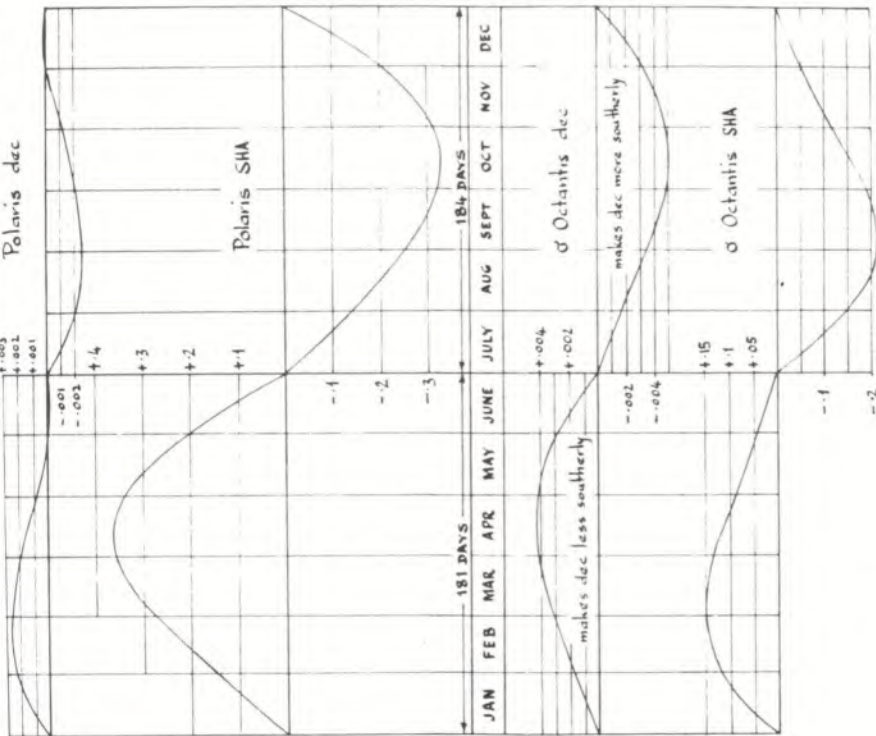 Polaris dec
+.003
+.002
+.001
-.001
-.002
Polaris SHA
+.4
+.3
+.2
+.1
-.1
-.2
-.3
181 DAYS
184 DAYS
JAN FEB MAR APR MAY JUNE JULY AUG SEPT OCT NOV DEC
σ Octantis dec
+.004
+.002
-.002
-.004
makes dec less southerly
makes dec more southerly
σ Octantis SHA
+.15
+.1
+.05
-.1
-.2